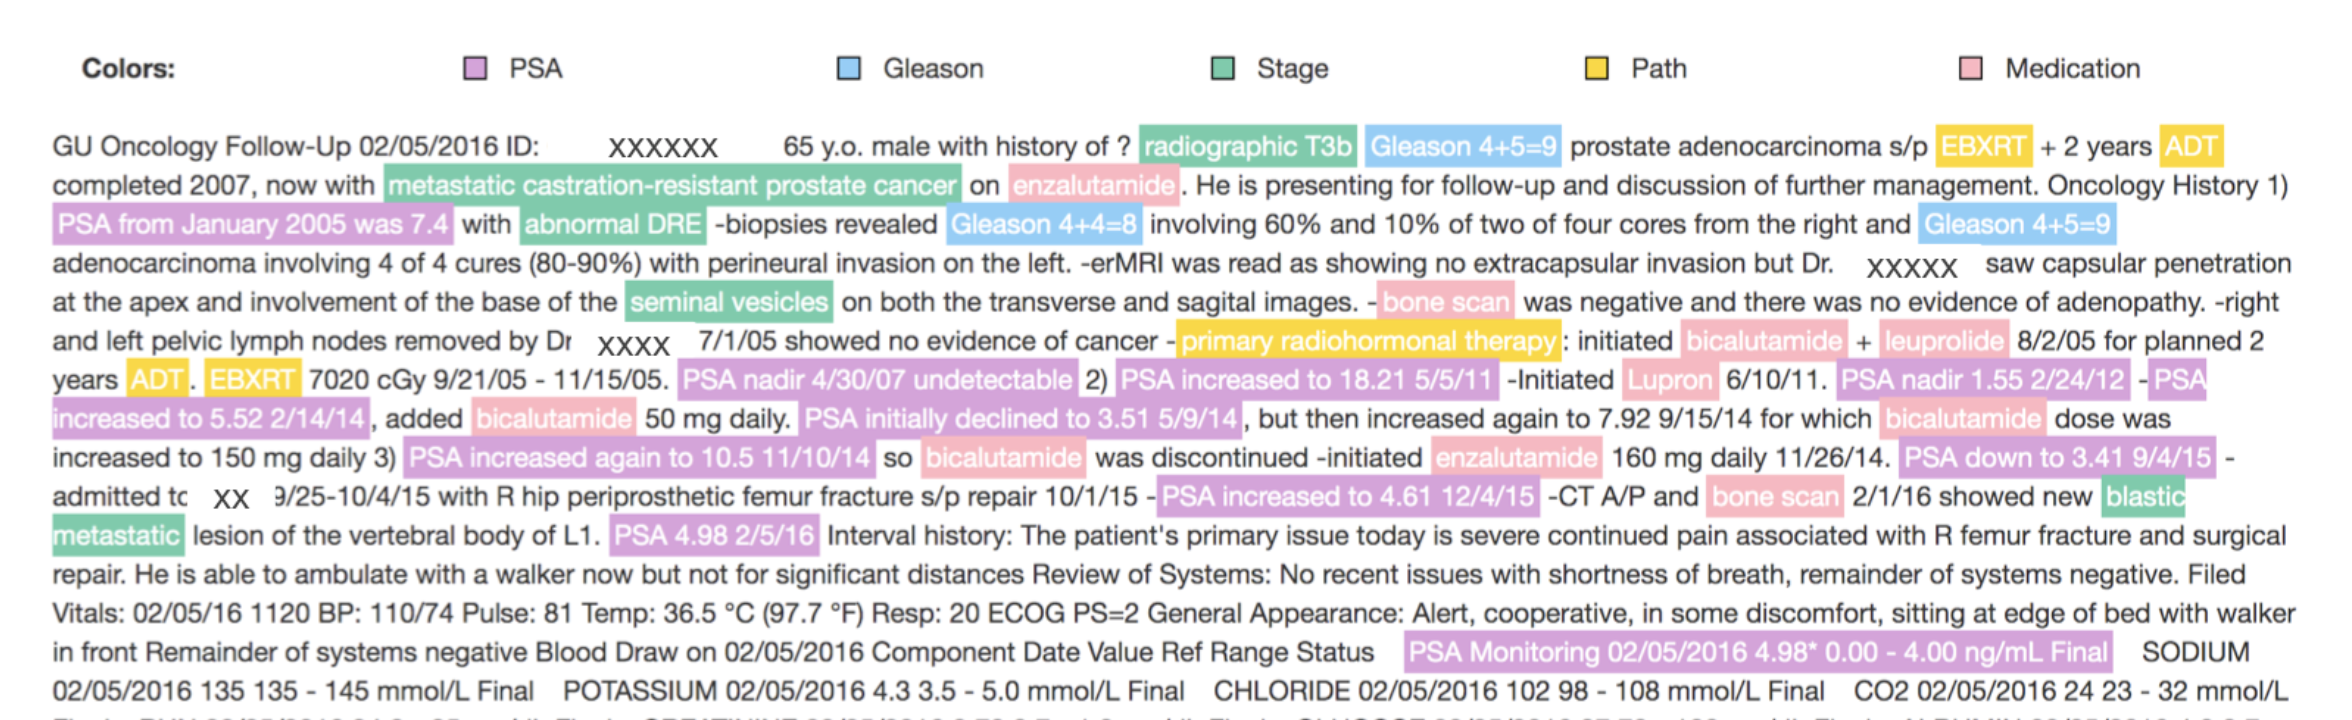 Colors: PSA Gleason Stage Path Medication
GU Oncology Follow-Up 02/05/2016 ID: XXXXXX 65 y.o. male with history of ? radiographic T3b Gleason 4+5=9 prostate adenocarcinoma s/p EBXRT + 2 years ADT
completed 2007, now with metastatic castration-resistant prostate cancer on enzalutamide. He is presenting for follow-up and discussion of further management. Oncology History 1)
PSA from January 2005 was 7.4 with abnormal DRE -biopsies revealed Gleason 4+4=8 involving 60% and 10% of two of four cores from the right and Gleason 4+5=9
adenocarcinoma involving 4 of 4 cures (80-90%) with perineural invasion on the left. -erMRI was read as showing no extracapsular invasion but Dr. XXXXX saw capsular penetration
at the apex and involvement of the base of the seminal vesicles on both the transverse and sagital images. -bone scan was negative and there was no evidence of adenopathy. -right
and left pelvic lymph nodes removed by Dr XXXX 7/1/05 showed no evidence of cancer -primary radiohormonal therapy: initiated bicalutamide + leuprolide 8/2/05 for planned 2
years ADT. EBXRT 7020 cGy 9/21/05 - 11/15/05. PSA nadir 4/30/07 undetectable 2) PSA increased to 18.21 5/5/11 -Initiated Lupron 6/10/11. PSA nadir 1.55 2/24/12 -PSA
increased to 5.52 2/14/14, added bicalutamide 50 mg daily. PSA initially declined to 3.51 5/9/14, but then increased again to 7.92 9/15/14 for which bicalutamide dose was
increased to 150 mg daily 3) PSA increased again to 10.5 11/10/14 so bicalutamide was discontinued -initiated enzalutamide 160 mg daily 11/26/14. PSA down to 3.41 9/4/15 -
admitted to XX 9/25-10/4/15 with R hip periprosthetic femur fracture s/p repair 10/1/15 -PSA increased to 4.61 12/4/15 -CT A/P and bone scan 2/1/16 showed new blastic
metastatic lesion of the vertebral body of L1. PSA 4.98 2/5/16 Interval history: The patient's primary issue today is severe continued pain associated with R femur fracture and surgical
repair. He is able to ambulate with a walker now but not for significant distances Review of Systems: No recent issues with shortness of breath, remainder of systems negative. Filed
Vitals: 02/05/16 1120 BP: 110/74 Pulse: 81 Temp: 36.5 °C (97.7 °F) Resp: 20 ECOG PS=2 General Appearance: Alert, cooperative, in some discomfort, sitting at edge of bed with walker
in front Remainder of systems negative Blood Draw on 02/05/2016 Component Date Value Ref Range Status PSA Monitoring 02/05/2016 4.98* 0.00 - 4.00 ng/mL Final SODIUM
02/05/2016 135 135 - 145 mmol/L Final POTASSIUM 02/05/2016 4.3 3.5 - 5.0 mmol/L Final CHLORIDE 02/05/2016 102 98 - 108 mmol/L Final CO2 02/05/2016 24 23 - 32 mmol/L